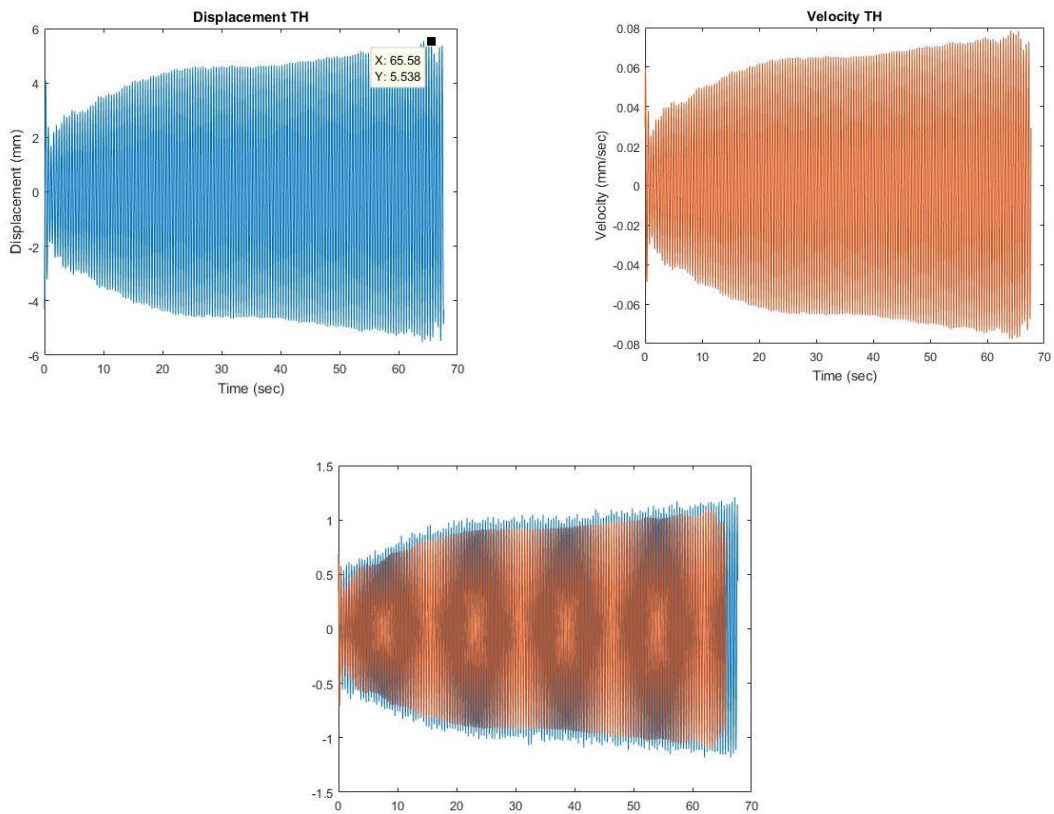 Displacement TH
6
4
2
0
-2
-4
-6
Displacement (mm)
X: 65.58
Y: 5.538
0 10 20 30 40 50 60 70
Time (sec)
Velocity TH
0.08
0.06
0.04
0.02
0
-0.02
-0.04
-0.06
-0.08
Velocity (mm/sec)
0 10 20 30 40 50 60 70
Time (sec)
1.5
1
0.5
0
-0.5
-1
-1.5
0 10 20 30 40 50 60 70